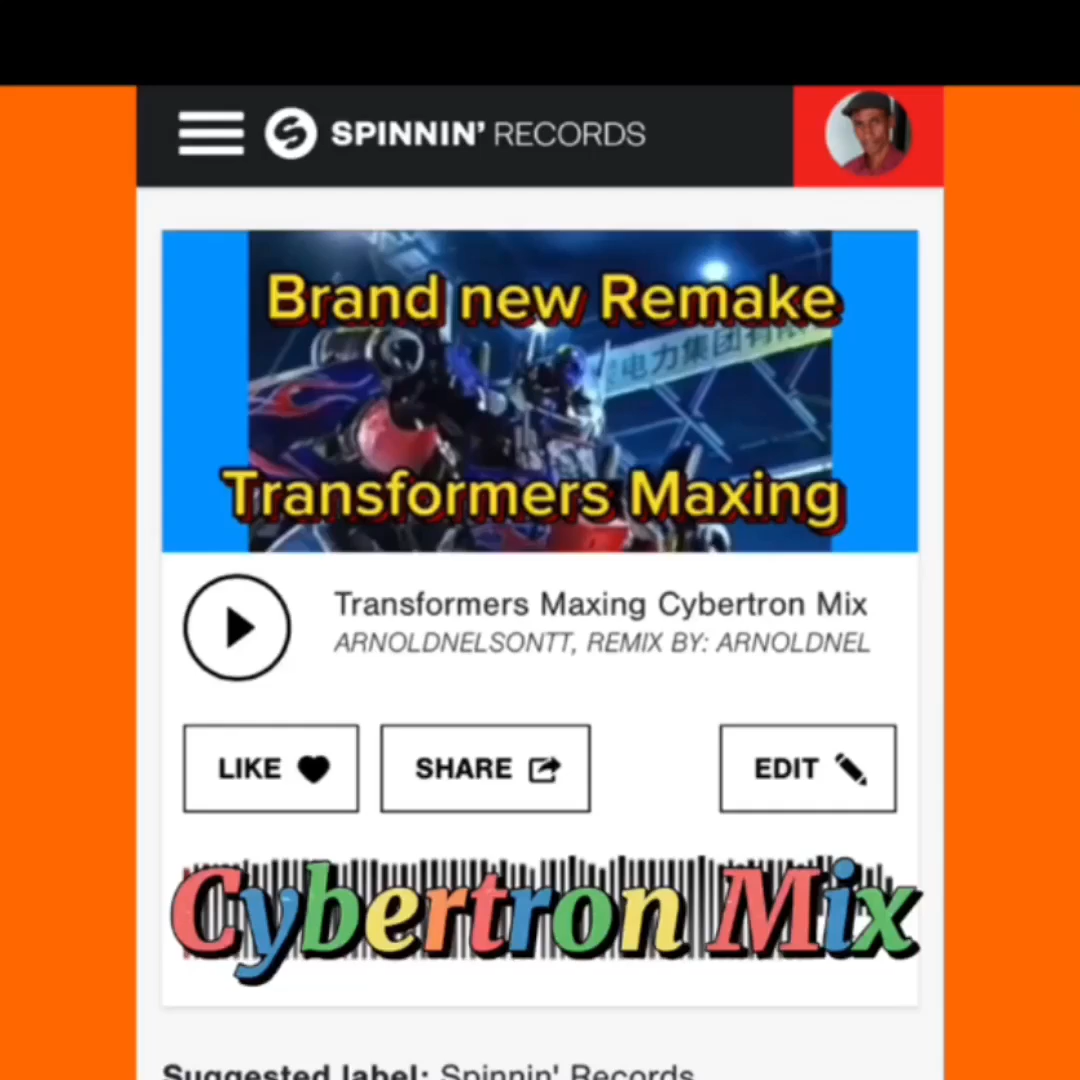 SPINNIN' RECORDS
Brand new Remake
电力集团有限
Transformers Maxing
Transformers Maxing Cybertron Mix
ARNOLDNELSONTT, REMIX BY: ARNOLDNEL
LIKE SHARE EDIT
Cybertron Mix
Suggested label: Spinnin' Records